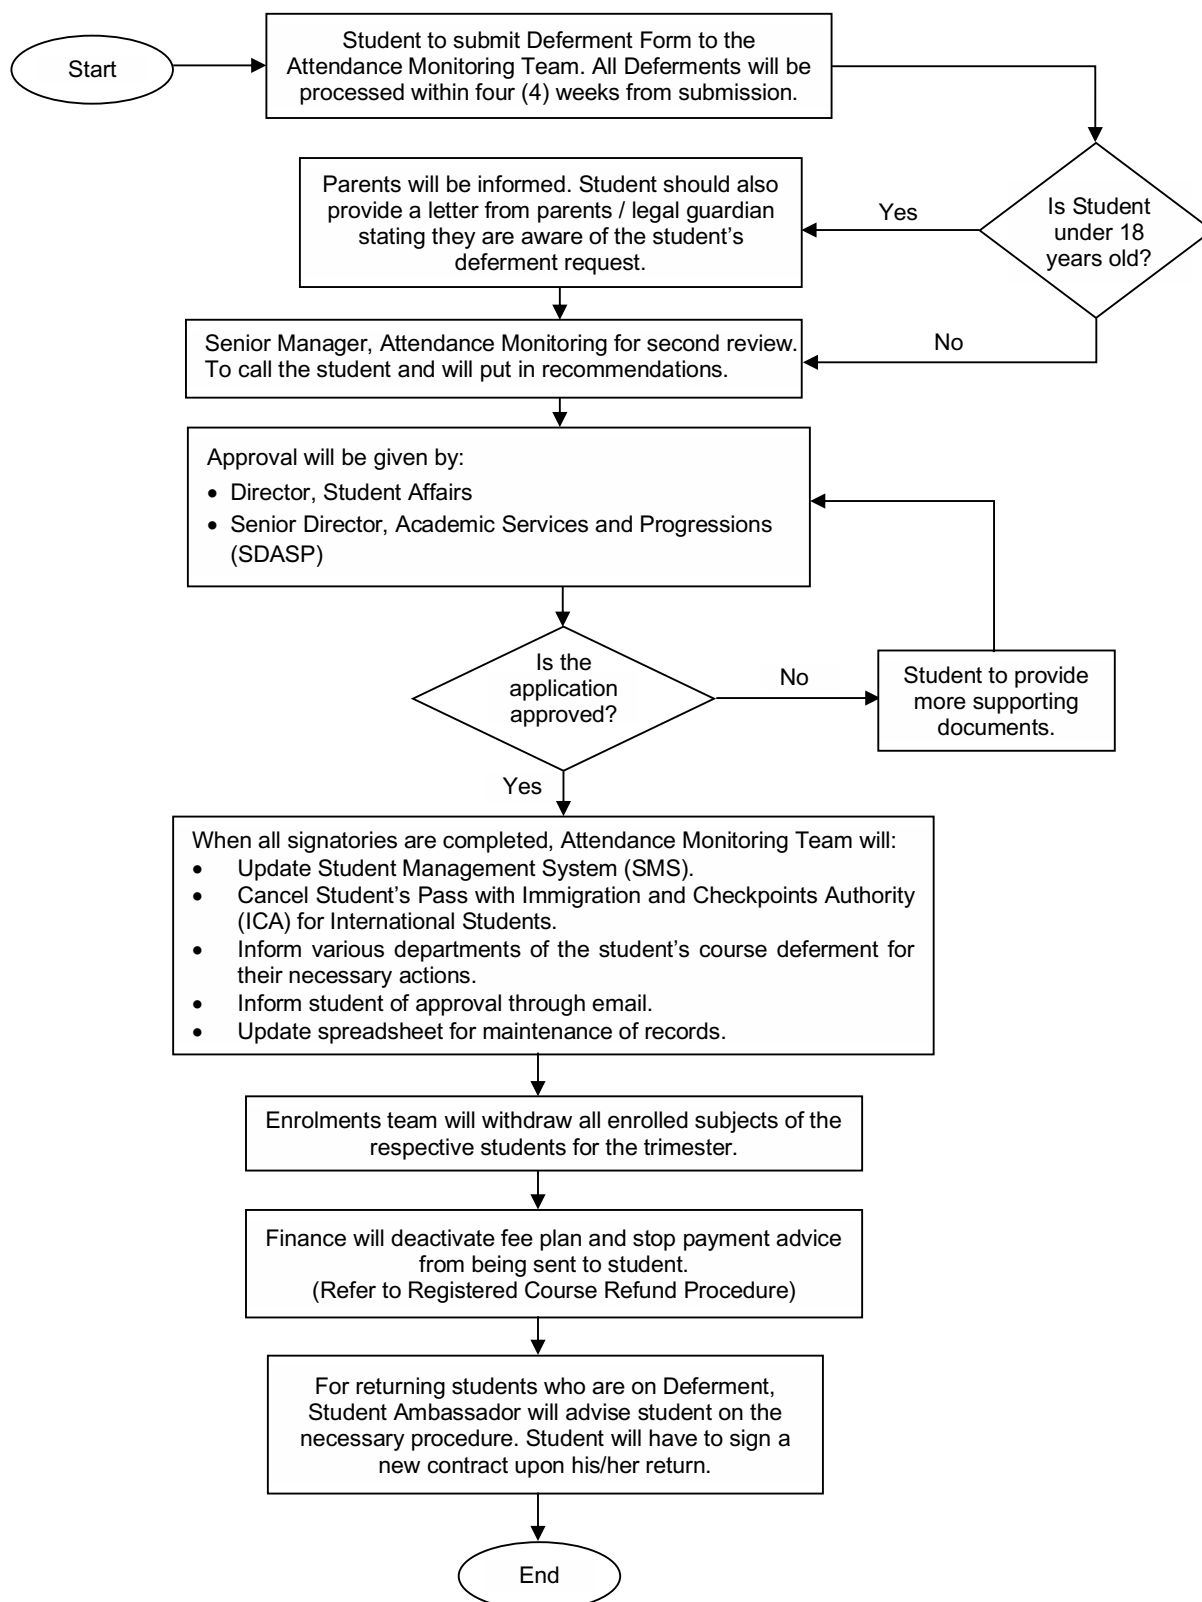 Start
Student to submit Deferment Form to the
Attendance Monitoring Team. All Deferments will be
processed within four (4) weeks from submission.
Is Student
under 18
years old?
Yes
Parents will be informed. Student should also
provide a letter from parents / legal guardian
stating they are aware of the student’s
deferment request.
No
Senior Manager, Attendance Monitoring for second review.
To call the student and will put in recommendations.
Approval will be given by:
• Director, Student Affairs
• Senior Director, Academic Services and Progressions
(SDASP)
Is the
application
approved?
No
Student to provide
more supporting
documents.
Yes
When all signatories are completed, Attendance Monitoring Team will:
• Update Student Management System (SMS).
• Cancel Student’s Pass with Immigration and Checkpoints Authority
(ICA) for International Students.
• Inform various departments of the student’s course deferment for
their necessary actions.
• Inform student of approval through email.
• Update spreadsheet for maintenance of records.
Enrolments team will withdraw all enrolled subjects of the
respective students for the trimester.
Finance will deactivate fee plan and stop payment advice
from being sent to student.
(Refer to Registered Course Refund Procedure)
For returning students who are on Deferment,
Student Ambassador will advise student on the
necessary procedure. Student will have to sign a
new contract upon his/her return.
End